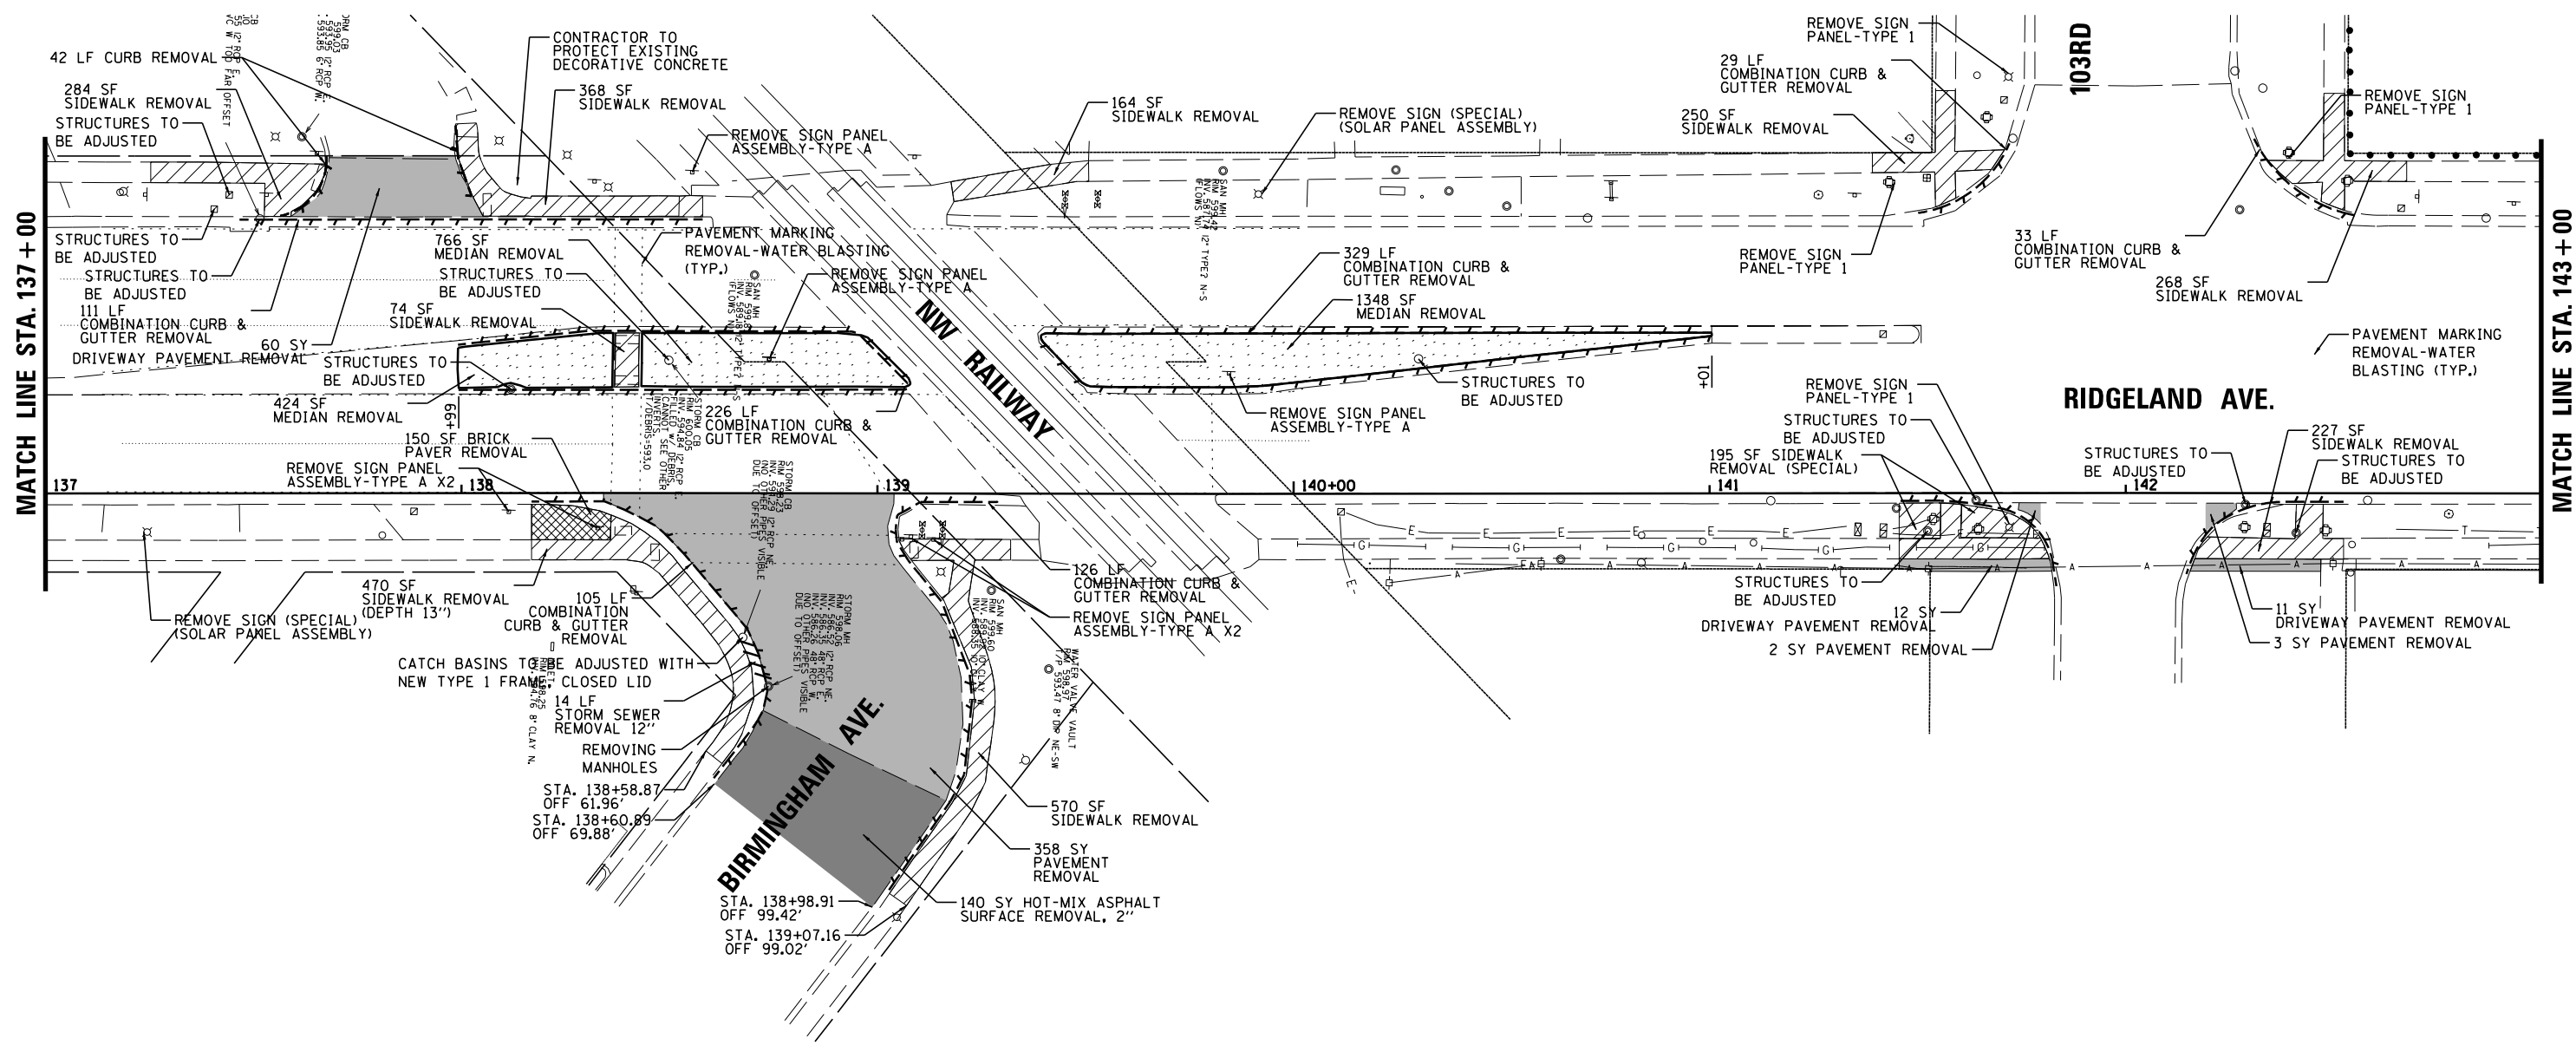 42 LF CURB REMOVAL
284 SF
SIDEWALK REMOVAL
STRUCTURES TO
BE ADJUSTED
CONTRACTOR TO
PROTECT EXISTING
DECORATIVE CONCRETE
368 SF
SIDEWALK REMOVAL
REMOVE SIGN PANEL
ASSEMBLY-TYPE A
164 SF
SIDEWALK REMOVAL
REMOVE SIGN (SPECIAL)
(SOLAR PANEL ASSEMBLY)
REMOVE SIGN
PANEL-TYPE 1
29 LF
COMBINATION CURB &
GUTTER REMOVAL
250 SF
SIDEWALK REMOVAL
103RD
REMOVE SIGN
PANEL-TYPE 1
MATCH LINE STA. 137+00
STRUCTURES TO
BE ADJUSTED
STRUCTURES TO
BE ADJUSTED
111 LF
COMBINATION CURB &
GUTTER REMOVAL
60 SY
DRIVEWAY PAVEMENT REMOVAL
766 SF
MEDIAN REMOVAL
STRUCTURES TO
BE ADJUSTED
74 SF
SIDEWALK REMOVAL
STRUCTURES TO
BE ADJUSTED
424 SF
MEDIAN REMOVAL
+99
PAVEMENT MARKING
REMOVAL-WATER BLASTING
(TYP.)
REMOVE SIGN PANEL
ASSEMBLY-TYPE A
226 LF
COMBINATION CURB &
GUTTER REMOVAL
NW RAILWAY
329 LF
COMBINATION CURB &
GUTTER REMOVAL
1348 SF
MEDIAN REMOVAL
REMOVE SIGN PANEL
ASSEMBLY-TYPE A
STRUCTURES TO
BE ADJUSTED
+01
REMOVE SIGN
PANEL-TYPE 1
33 LF
COMBINATION CURB &
GUTTER REMOVAL
268 SF
SIDEWALK REMOVAL
PAVEMENT MARKING
REMOVAL-WATER
BLASTING (TYP.)
RIDGELAND AVE.
MATCH LINE STA. 143+00
REMOVE SIGN
PANEL-TYPE 1
STRUCTURES TO
BE ADJUSTED
195 SF SIDEWALK
REMOVAL (SPECIAL)
STRUCTURES TO
BE ADJUSTED
227 SF
SIDEWALK REMOVAL
STRUCTURES TO
BE ADJUSTED
150 SF BRICK
PAVER REMOVAL
REMOVE SIGN PANEL
ASSEMBLY-TYPE A X2
137
138
139
140+00
141
142
REMOVE SIGN (SPECIAL)
(SOLAR PANEL ASSEMBLY)
470 SF
SIDEWALK REMOVAL
(DEPTH 13")
105 LF
COMBINATION
CURB & GUTTER
REMOVAL
CATCH BASINS TO BE ADJUSTED WITH
NEW TYPE 1 FRAME, CLOSED LID
14 LF
STORM SEWER
REMOVAL 12"
REMOVING
MANHOLES
STA. 138+58.87
OFF 61.96'
STA. 138+60.89
OFF 69.88'
BIRMINGHAM AVE.
STA. 138+98.91
OFF 99.42'
STA. 139+07.16
OFF 99.02'
126 LF
COMBINATION CURB &
GUTTER REMOVAL
REMOVE SIGN PANEL
ASSEMBLY-TYPE A X2
570 SF
SIDEWALK REMOVAL
358 SY
PAVEMENT
REMOVAL
140 SY HOT-MIX ASPHALT
SURFACE REMOVAL, 2"
STRUCTURES TO
BE ADJUSTED
12 SY
DRIVEWAY PAVEMENT REMOVAL
2 SY PAVEMENT REMOVAL
11 SY
DRIVEWAY PAVEMENT REMOVAL
3 SY PAVEMENT REMOVAL